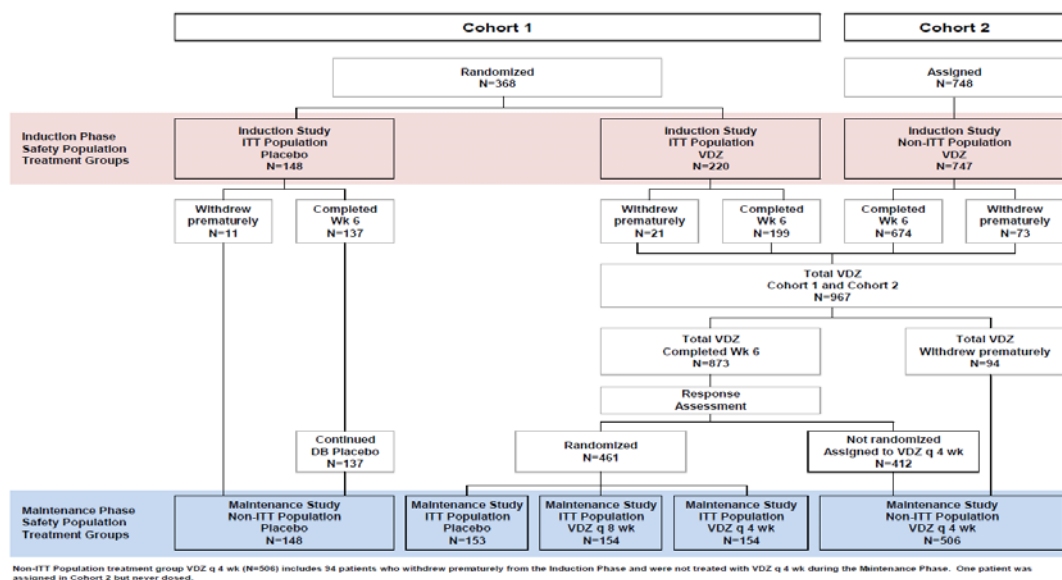 Cohort 1
Cohort 2
Randomized
N=368
Assigned
N=748
Induction Phase
Safety Population
Treatment Groups
Induction Study
ITT Population
Placebo
N=148
Induction Study
ITT Population
VDZ
N=220
Induction Study
Non-ITT Population
VDZ
N=747
Withdrew
prematurely
N=11
Completed
Wk 6
N=137
Withdrew
prematurely
N=21
Completed
Wk 6
N=199
Completed
Wk 6
N=674
Withdrew
prematurely
N=73
Total VDZ
Cohort 1 and Cohort 2
N=967
Total VDZ
Completed Wk 6
N=873
Total VDZ
Withdrew prematurely
N=94
Response
Assessment
Continued
DB Placebo
N=137
Randomized
N=461
Not randomized
Assigned to VDZ q 4 wk
N=412
Maintenance Phase
Safety Population
Treatment Groups
Maintenance Study
Non-ITT Population
Placebo
N=148
Maintenance Study
ITT Population
Placebo
N=153
Maintenance Study
ITT Population
VDZ q 8 wk
N=154
Maintenance Study
ITT Population
VDZ q 4 wk
N=154
Maintenance Study
Non-ITT Population
VDZ q 4 wk
N=506
Non-ITT Population treatment group VDZ q 4 wk (N=506) includes 94 patients who withdrew prematurely from the Induction Phase and were not treated with VDZ q 4 wk during the Maintenance Phase. One patient was
assigned in Cohort 2 but never dosed.